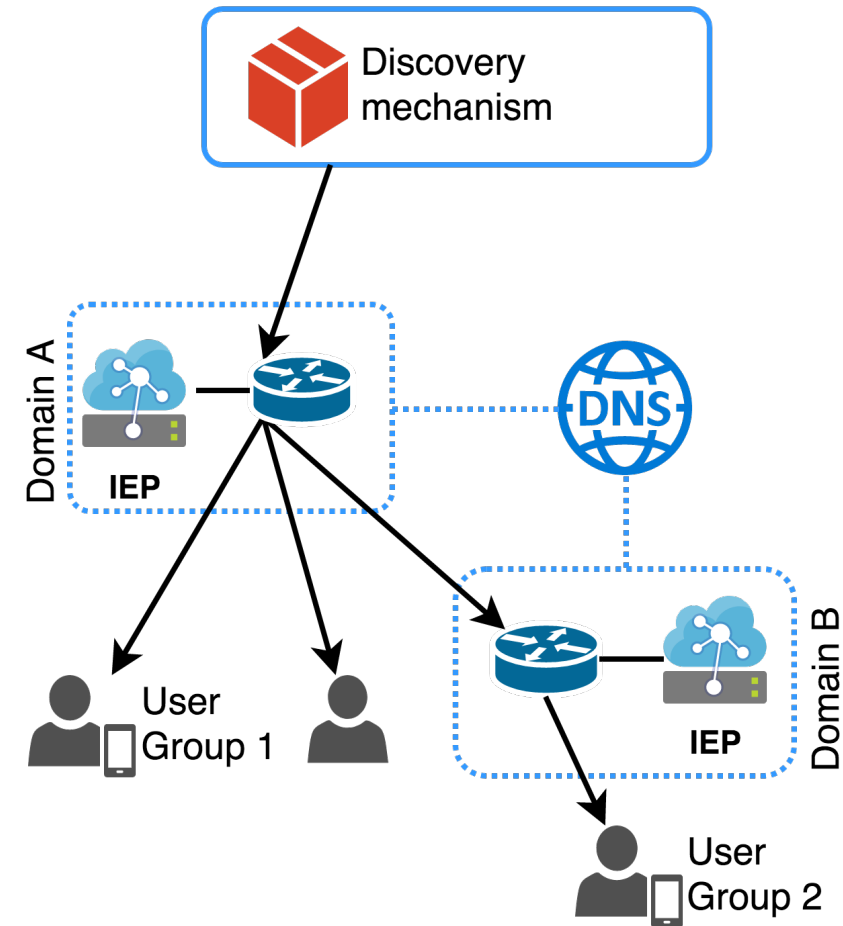 Discovery
mechanism
Domain A
IEP
DNS
User
Group 1
IEP
Domain B
User
Group 2